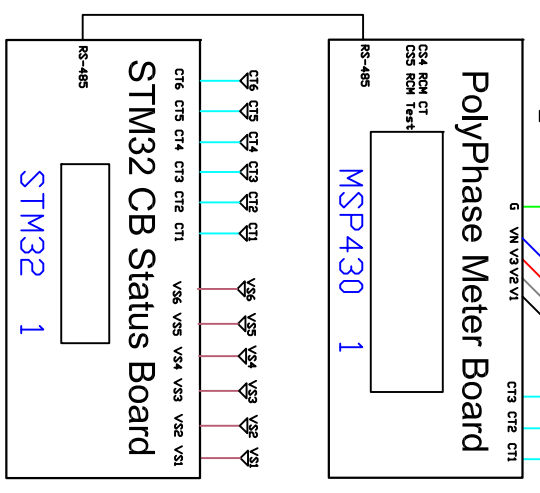 RS-485
STM32 CB Status Board
STM32 1
CT6 CT5 CT4 CT3 CT2 CT1
VS6 VS5 VS4 VS3 VS2 VS1
CT6
CT5
CT4
CT3
CT2
CT1
VS6
VS5
VS4
VS3
VS2
VS1
RS-485
CS4 RCM CT
CS5 RCM Test
PolyPhase Meter Board
MSP430 1
G
VN V3 V2 V1
CT3 CT2 CT1